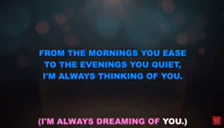 FROM THE MORNINGS YOU EASE
TO THE EVENINGS YOU QUIET,
I'M ALWAYS THINKING OF YOU.
(I'M ALWAYS DREAMING OF YOU.)